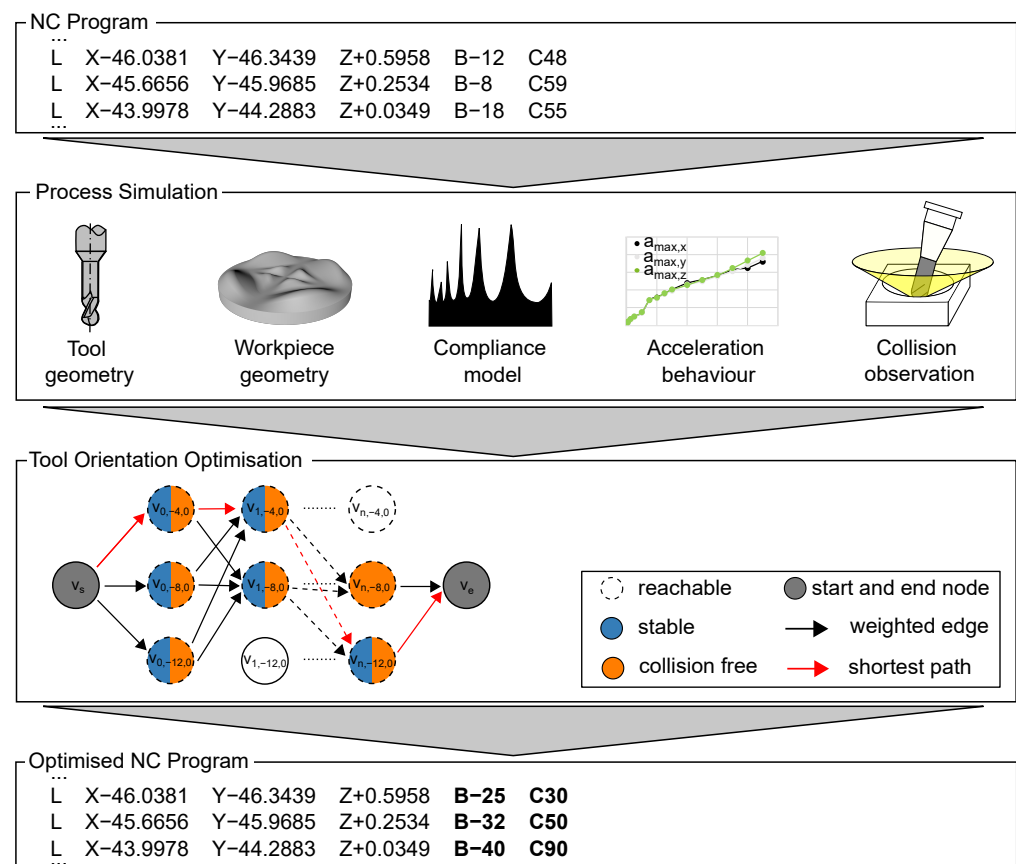 NC Program
...
L X−46.0381 Y−46.3439 Z+0.5958 B−12 C48
L X−45.6656 Y−45.9685 Z+0.2534 B−8 C59
L X−43.9978 Y−44.2883 Z+0.0349 B−18 C55
...
Process Simulation
a_max,x
a_max,y
a_max,z
Tool
geometry
Workpiece
geometry
Compliance
model
Acceleration
behaviour
Collision
observation
Tool Orientation Optimisation
v_0,−4,0 v_1,−4,0 ...... v_n,−4,0
v_s v_0,−8,0 v_1,−8,0 ...... v_n,−8,0 v_e
v_0,−12,0 v_1,−12,0 ...... v_n,−12,0
reachable start and end node
stable weighted edge
collision free shortest path
Optimised NC Program
...
L X−46.0381 Y−46.3439 Z+0.5958 B−25 C30
L X−45.6656 Y−45.9685 Z+0.2534 B−32 C50
L X−43.9978 Y−44.2883 Z+0.0349 B−40 C90
...